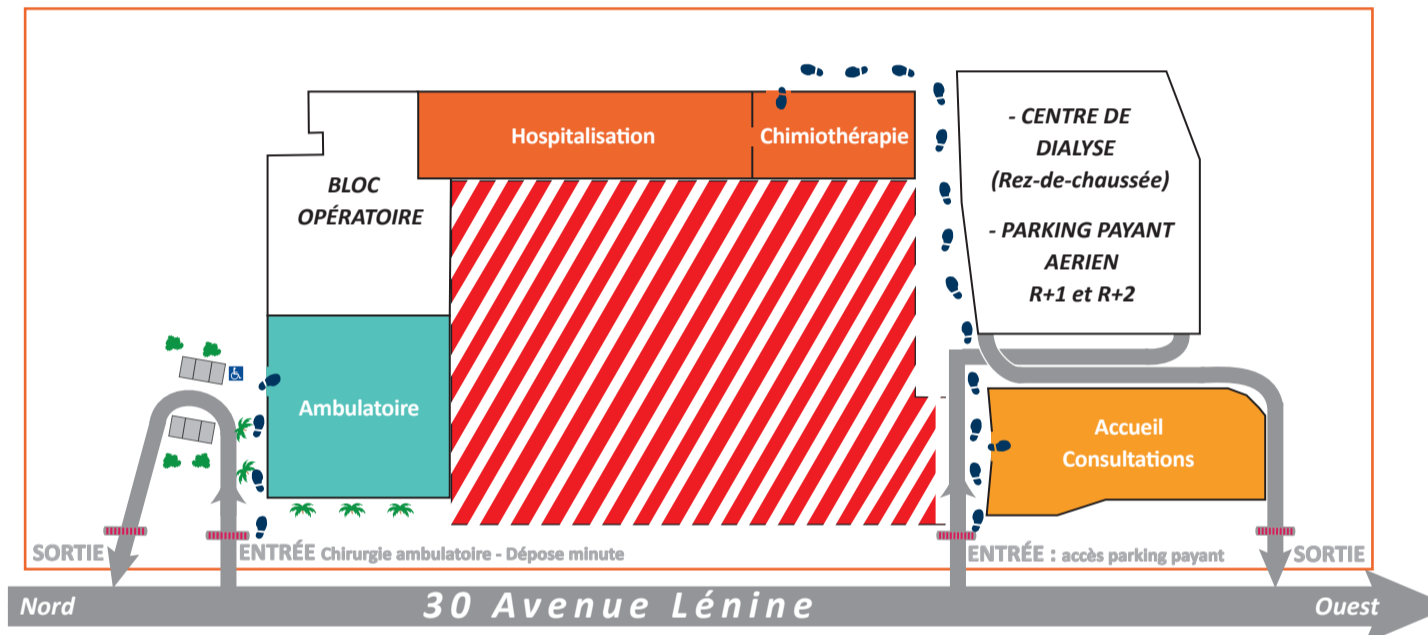 Hospitalisation
Chimiothérapie
- CENTRE DE
DIALYSE
(Rez-de-chaussée)
- PARKING PAYANT
AERIEN
R+1 et R+2
BLOC
OPÉRATOIRE
Ambulatoire
Accueil
Consultations
SORTIE
ENTRÉE Chirurgie ambulatoire - Dépose minute
ENTRÉE : accès parking payant
SORTIE
Nord
30 Avenue Lénine
Ouest